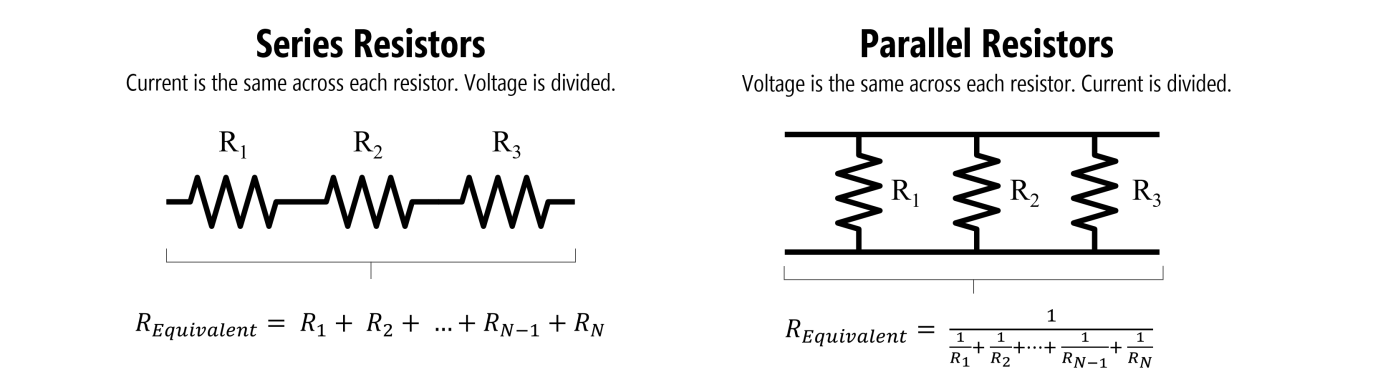 Series Resistors
Current is the same across each resistor. Voltage is divided.
R₁ R₂ R₃
R_Equivalent = R₁ + R₂ + … + R_N−1 + R_N
Parallel Resistors
Voltage is the same across each resistor. Current is divided.
R₁ R₂ R₃
R_Equivalent = 1 / (1/R₁ + 1/R₂ +⋯+ 1/R_N−1 + 1/R_N)